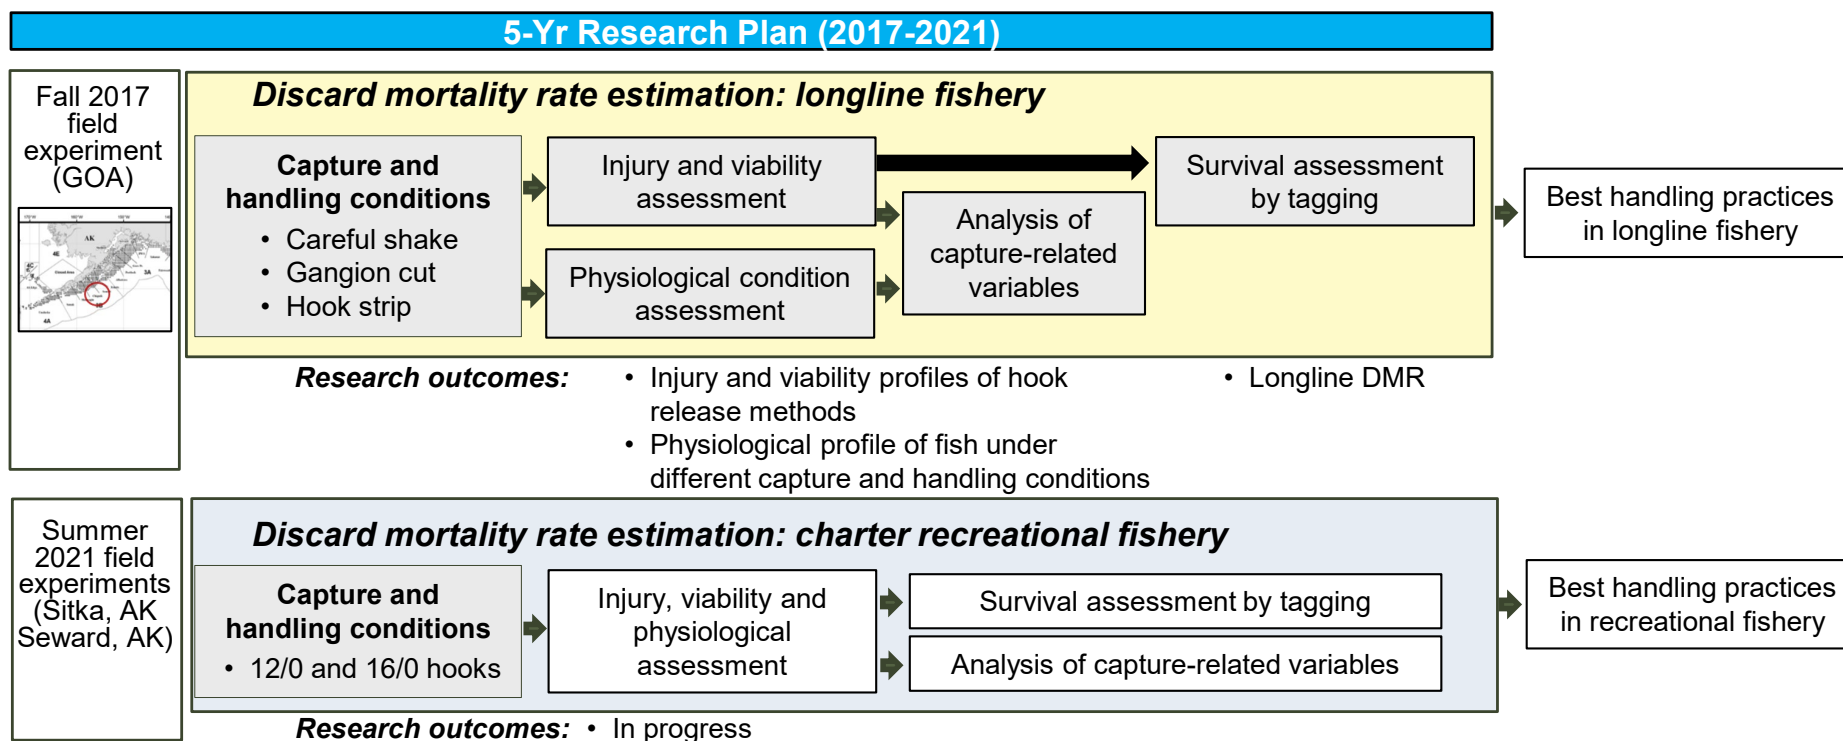 5-Yr Research Plan (2017-2021)
Fall 2017
field
experiment
(GOA)
AK
4E
3A
4A
Discard mortality rate estimation: longline fishery
Capture and
handling conditions
• Careful shake
• Gangion cut
• Hook strip
Injury and viability
assessment
Physiological condition
assessment
Analysis of
capture-related
variables
Survival assessment
by tagging
Best handling practices
in longline fishery
Research outcomes:
• Injury and viability profiles of hook
release methods
• Physiological profile of fish under
different capture and handling conditions
• Longline DMR
Summer
2021 field
experiments
(Sitka, AK
Seward, AK)
Discard mortality rate estimation: charter recreational fishery
Capture and
handling conditions
• 12/0 and 16/0 hooks
Injury, viability and
physiological
assessment
Survival assessment by tagging
Analysis of capture-related variables
Best handling practices
in recreational fishery
Research outcomes: • In progress